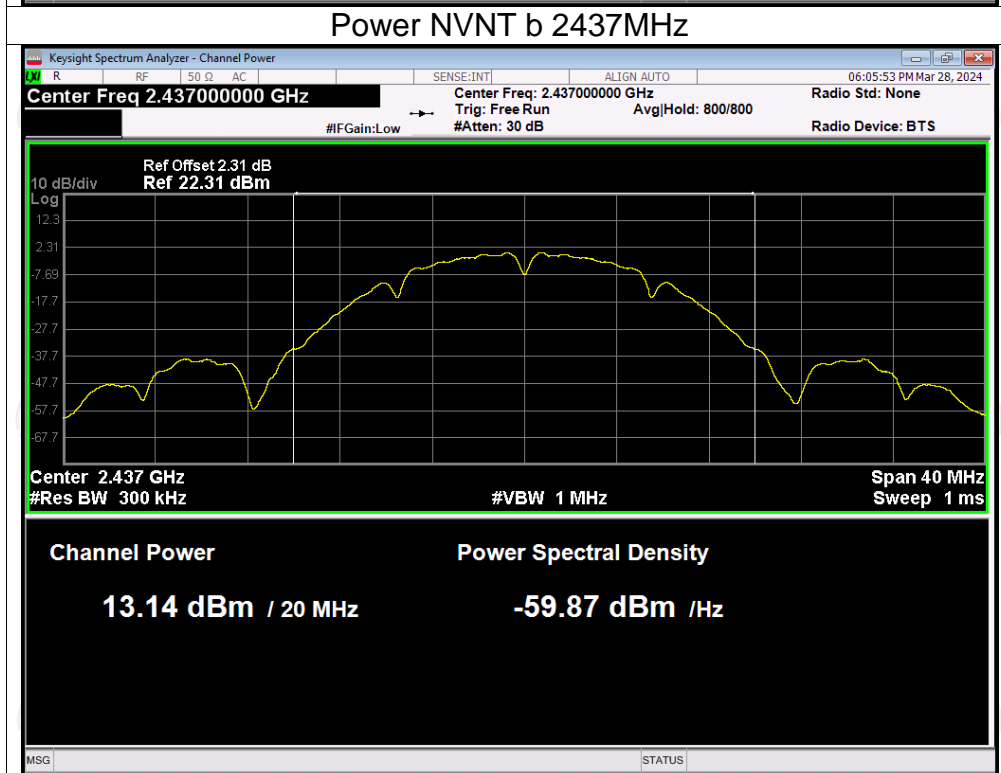 Power NVNT b 2437MHz
Keysight Spectrum Analyzer - Channel Power
LXI R RF 50 Ω AC SENSE:INT ALIGN AUTO 06:05:53 PM Mar 28, 2024
Center Freq 2.437000000 GHz Center Freq: 2.437000000 GHz Radio Std: None
Trig: Free Run Avg|Hold: 800/800
#IFGain:Low #Atten: 30 dB Radio Device: BTS
Ref Offset 2.31 dB
10 dB/div Ref 22.31 dBm
Log
12.3
2.31
-7.69
-17.7
-27.7
-37.7
-47.7
-57.7
-67.7
Center 2.437 GHz Span 40 MHz
#Res BW 300 kHz #VBW 1 MHz Sweep 1 ms
Channel Power Power Spectral Density
13.14 dBm / 20 MHz -59.87 dBm /Hz
MSG STATUS